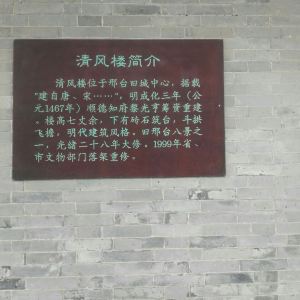 清风楼简介
清风楼位于邢台旧城中心，据载
“建自唐、宋……”，明成化三年（公
元1467年）顺德知府黎光亨筹资重建
。楼高七丈余，下有砖石筑台，斗拱
飞檐，明代建筑风格。旧邢台八景之
一，光绪二十八年大修。1999年省、
市文物部门落架重修。